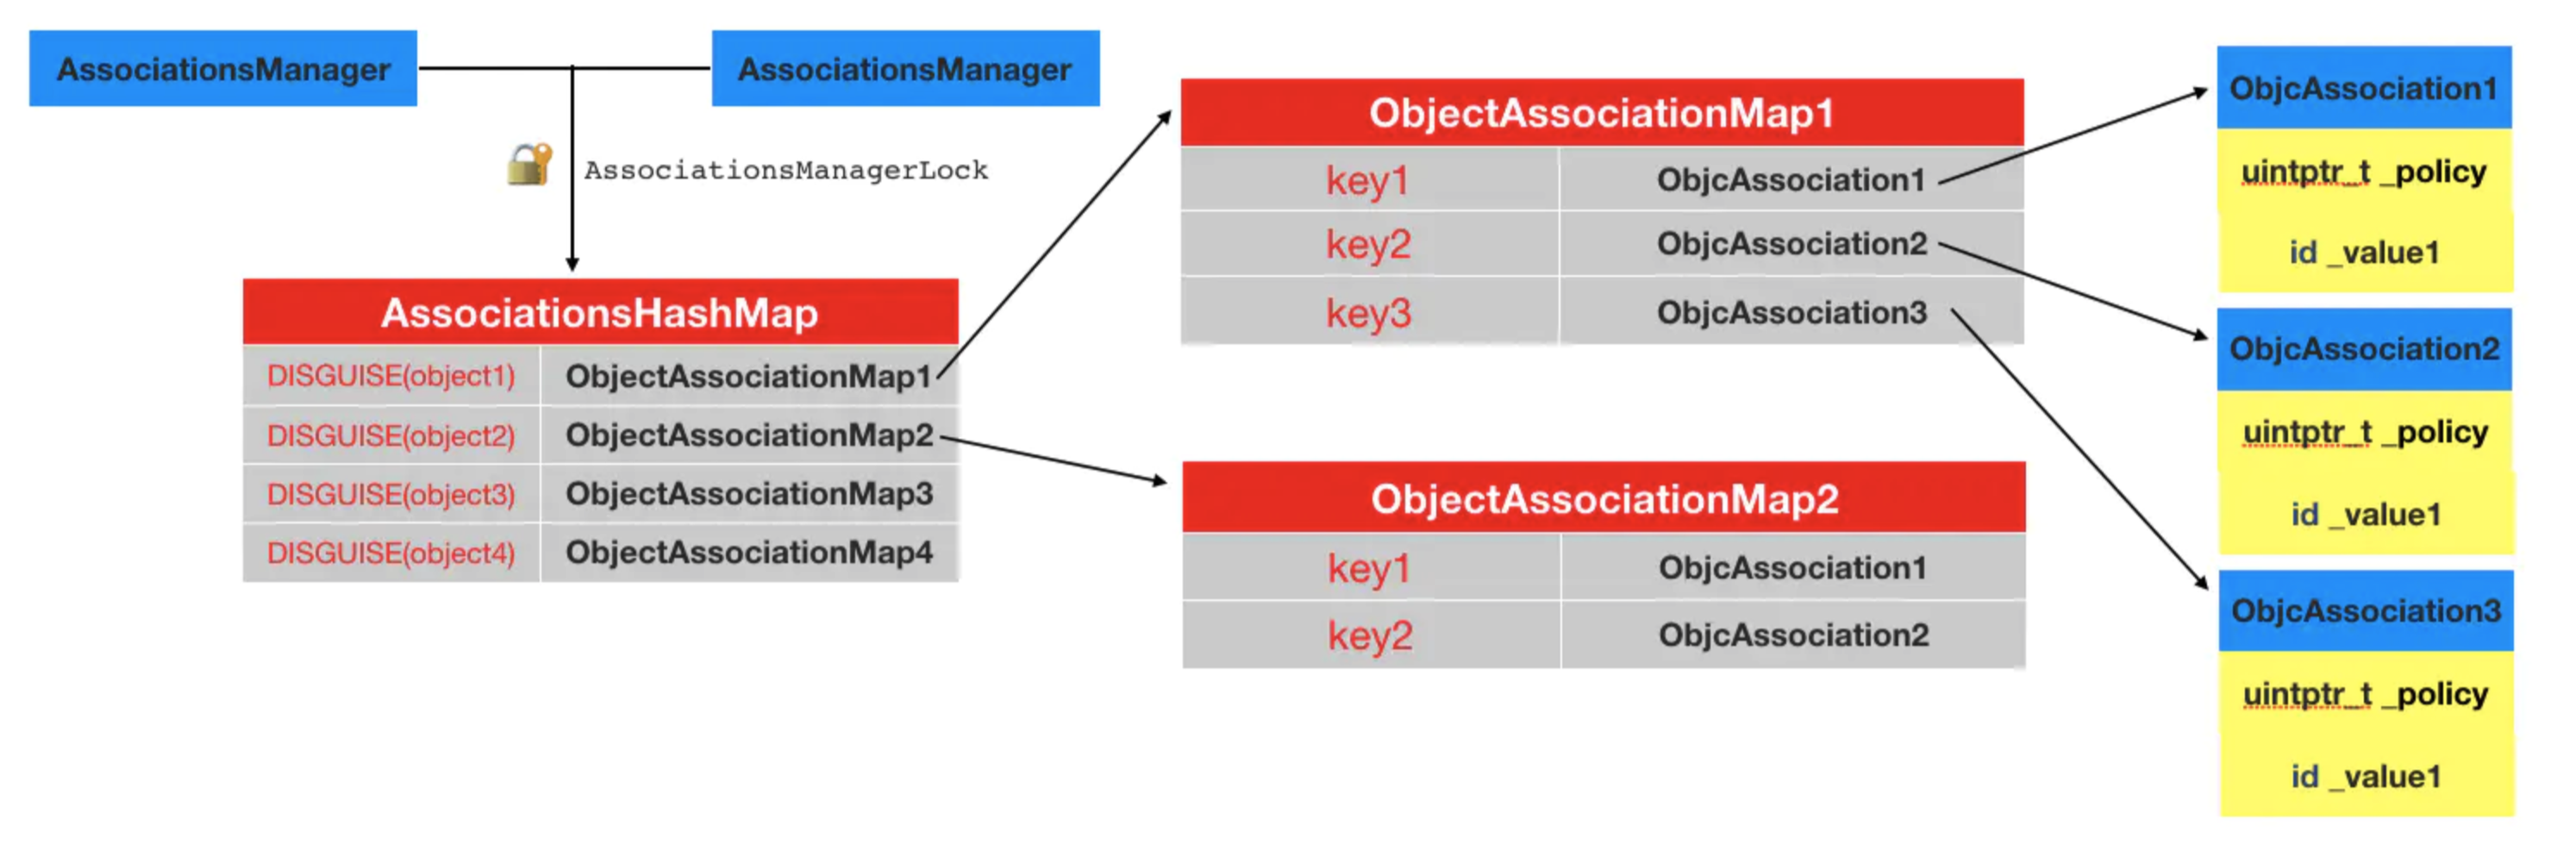 AssociationsManager
AssociationsManager
AssociationsManagerLock
AssociationsHashMap
DISGUISE(object1) ObjectAssociationMap1
DISGUISE(object2) ObjectAssociationMap2
DISGUISE(object3) ObjectAssociationMap3
DISGUISE(object4) ObjectAssociationMap4
ObjectAssociationMap1
key1 ObjcAssociation1
key2 ObjcAssociation2
key3 ObjcAssociation3
ObjectAssociationMap2
key1 ObjcAssociation1
key2 ObjcAssociation2
ObjcAssociation1
uintptr_t _policy
id _value1
ObjcAssociation2
uintptr_t _policy
id _value1
ObjcAssociation3
uintptr_t _policy
id _value1